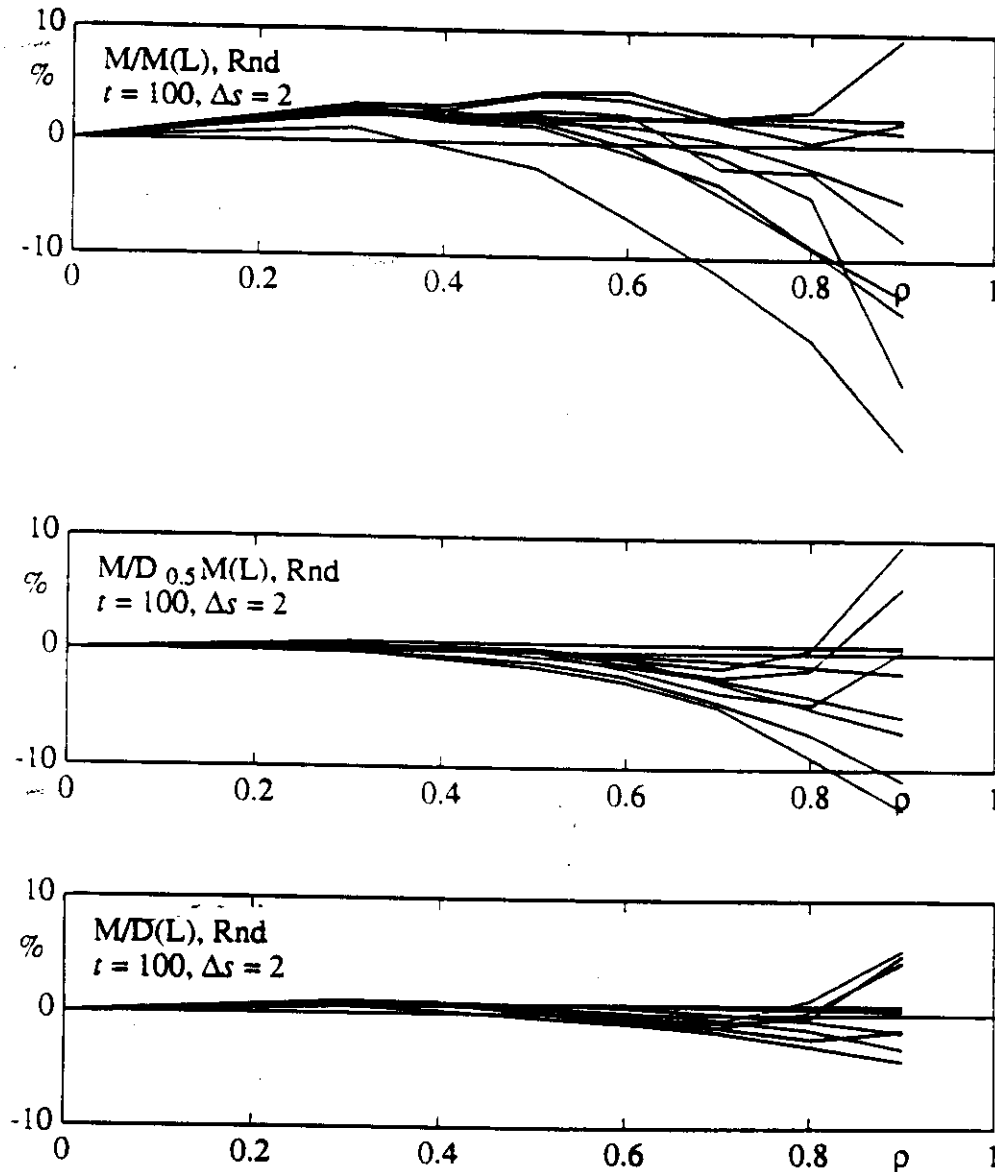 10
%
M/M(L), Rnd
t = 100, Δs = 2
0
-10
0 0.2 0.4 0.6 0.8 ρ 1
10
%
M/D 0.5 M(L), Rnd
t = 100, Δs = 2
0
-10
0 0.2 0.4 0.6 0.8 ρ 1
10
%
M/D(L), Rnd
t = 100, Δs = 2
0
-10
0 0.2 0.4 0.6 0.8 ρ 1